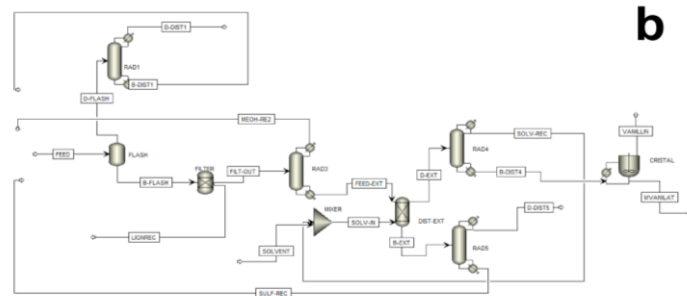 b
D-DIST1
RAD1
B-DIST1
D-FLASH
MEOH-RE2
FEED
FLASH
FILTER
FILT-OUT
B-FLASH
RAD3
FEED-EXT
D-EXT
RAD4
SOLV-REC
B-DIST4
VANILLIN
CRISTAL
MVANILAT
MIXER
SOLV-IN
DIST-EXT
B-EXT
D-DIST5
RAD5
LIGNREC
SOLVENT
SULF-REC